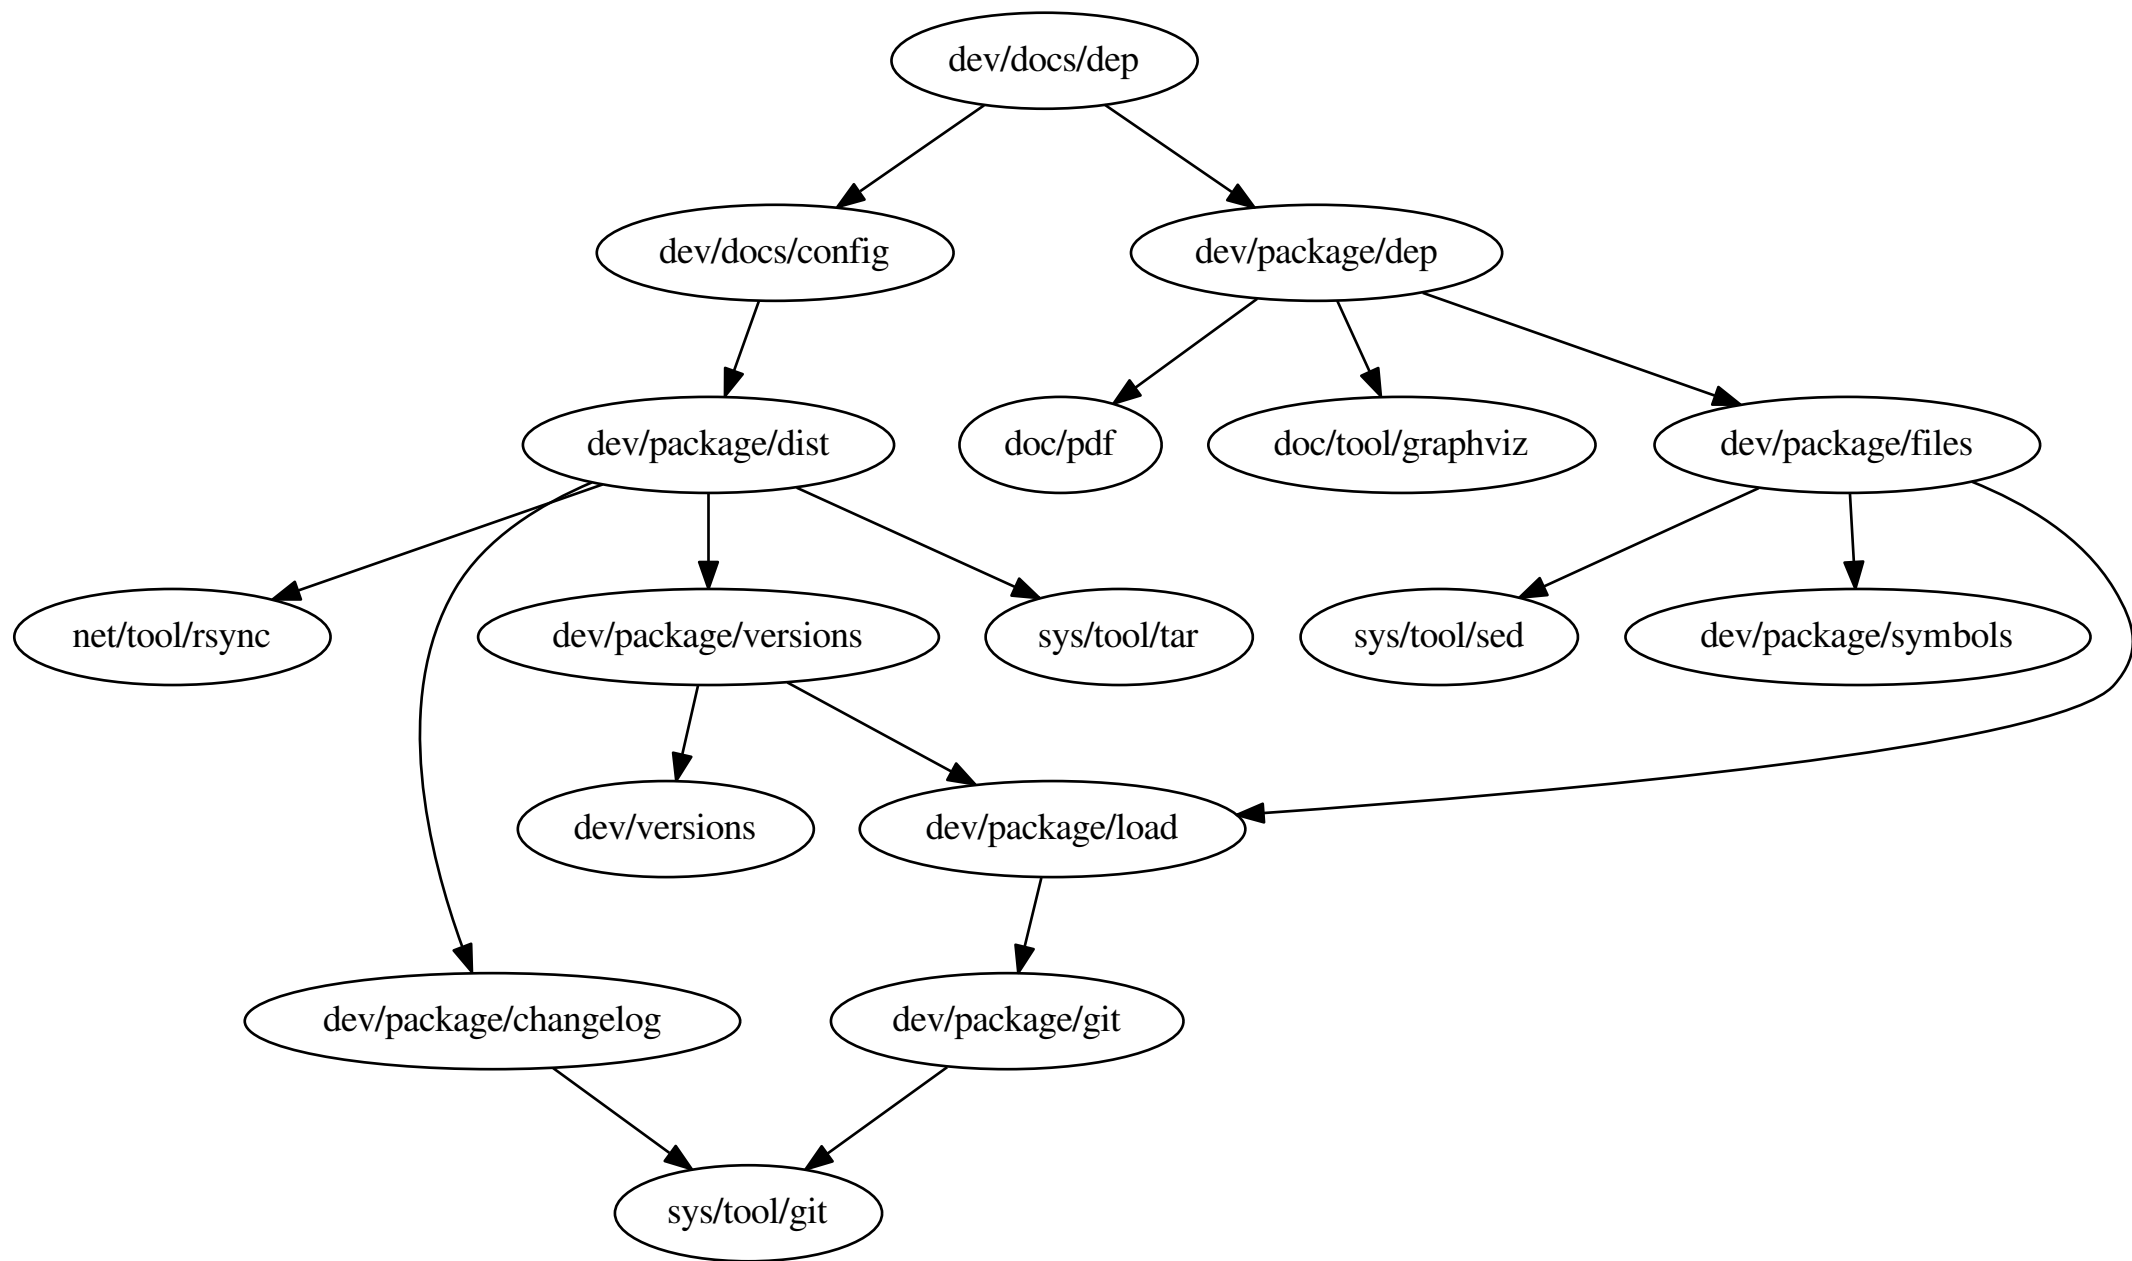 dev/docs/dep
dev/docs/config
dev/package/dep
dev/package/dist
doc/pdf
doc/tool/graphviz
dev/package/files
net/tool/rsync
dev/package/versions
sys/tool/tar
sys/tool/sed
dev/package/symbols
dev/versions
dev/package/load
dev/package/changelog
dev/package/git
sys/tool/git